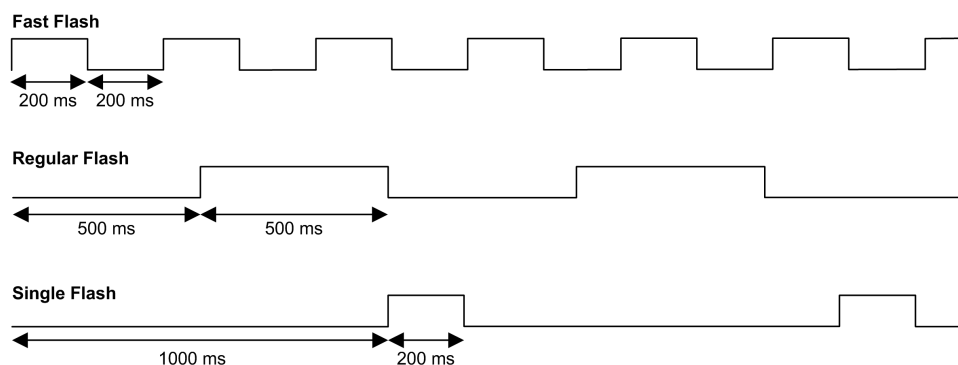 Fast Flash
200 ms 200 ms
Regular Flash
500 ms 500 ms
Single Flash
1000 ms 200 ms